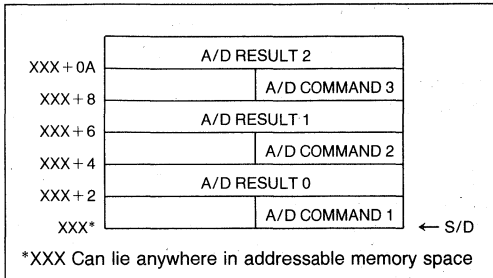 A/D RESULT 2
XXX + 0A
A/D COMMAND 3
XXX + 8
A/D RESULT 1
XXX + 6
A/D COMMAND 2
XXX + 4
A/D RESULT 0
XXX + 2
A/D COMMAND 1
XXX*
← S/D
*XXX Can lie anywhere in addressable memory space